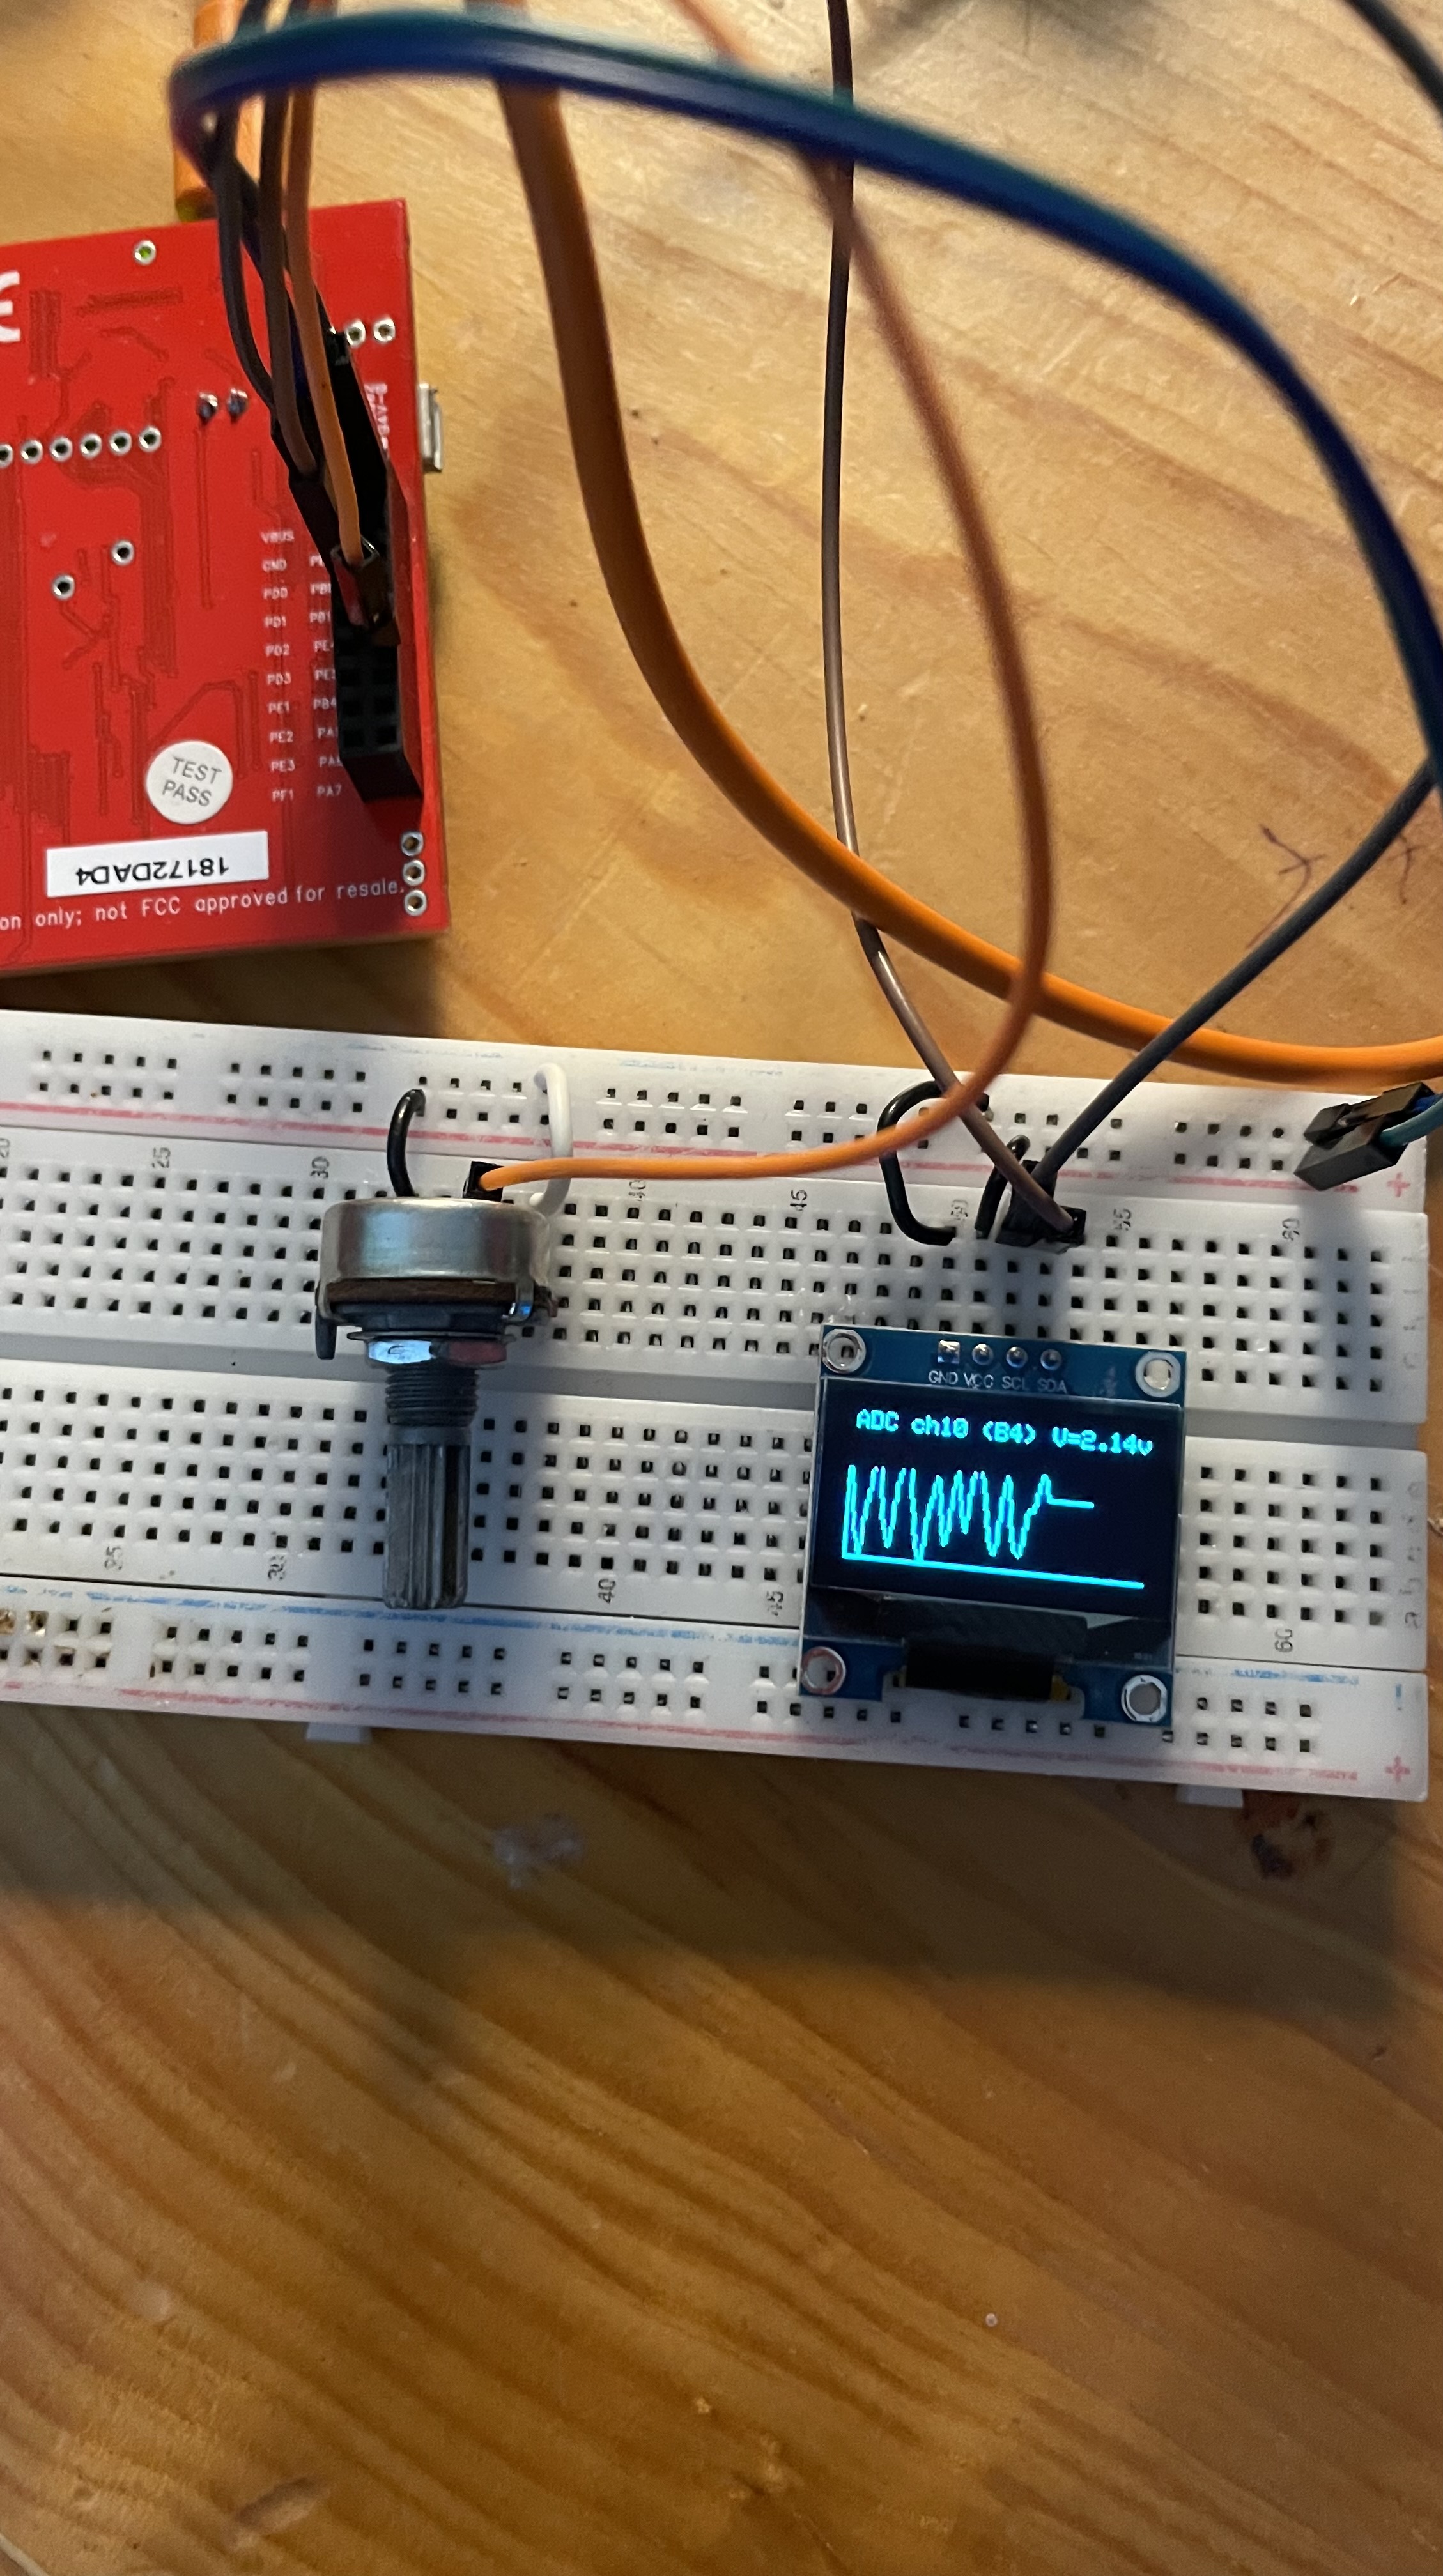 VBUS
GND
PD0
PD1 PB1
PD2
PD3
PE1 PB4
PE2
PE3
PF1 PA7
TEST
PASS
18172DAD4
on only; not FCC approved for resale.
25
30
40
45
55
60
GND VCC SCL SDA
ADC ch10 (B4) V=2.14v
30
40
45
60